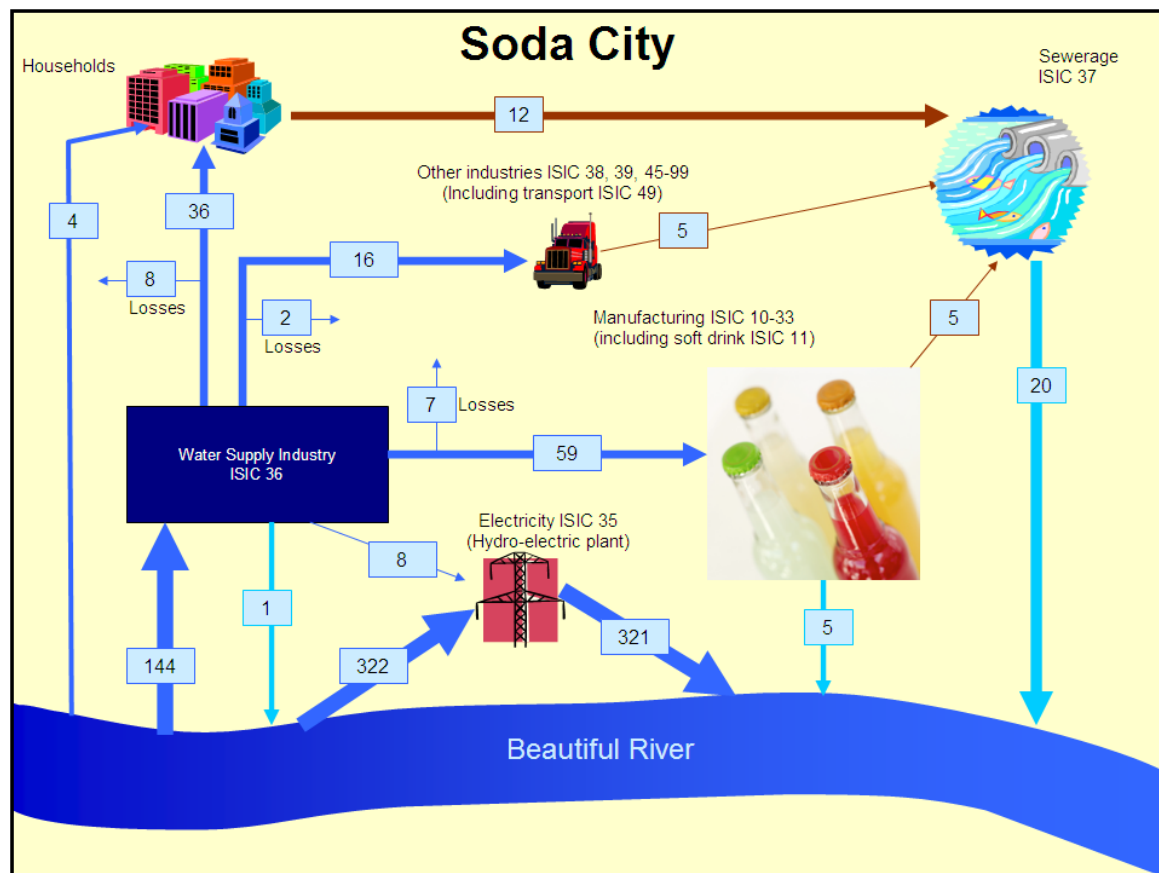 Soda City
Households
Sewerage
ISIC 37
12
Other industries ISIC 38, 39, 45-99
(Including transport ISIC 49)
4
36
5
16
8
Losses
2
Losses
Manufacturing ISIC 10-33
(including soft drink ISIC 11)
5
7
Losses
20
Water Supply Industry
ISIC 36
59
Electricity ISIC 35
(Hydro-electric plant)
8
1
5
321
144
322
Beautiful River